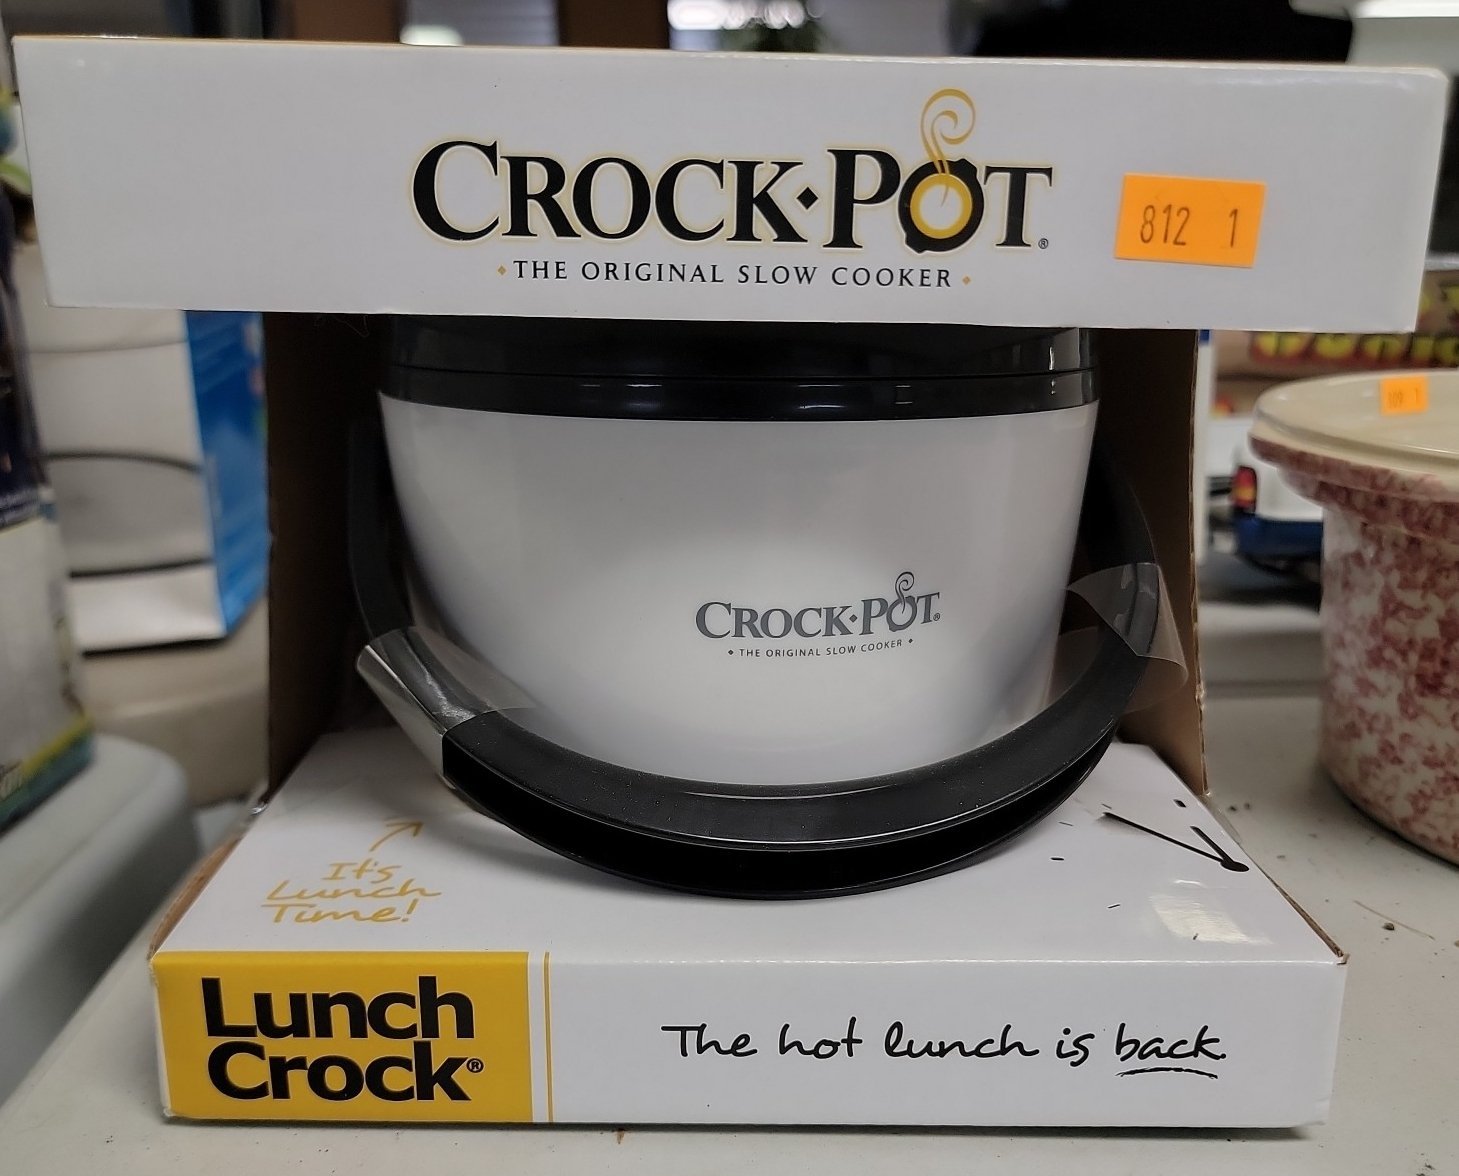 CROCK·POT®
· THE ORIGINAL SLOW COOKER ·
812 1
CROCK·POT®
· THE ORIGINAL SLOW COOKER ·
It's
Lunch
Time!
Lunch
Crock®
The hot lunch is back.